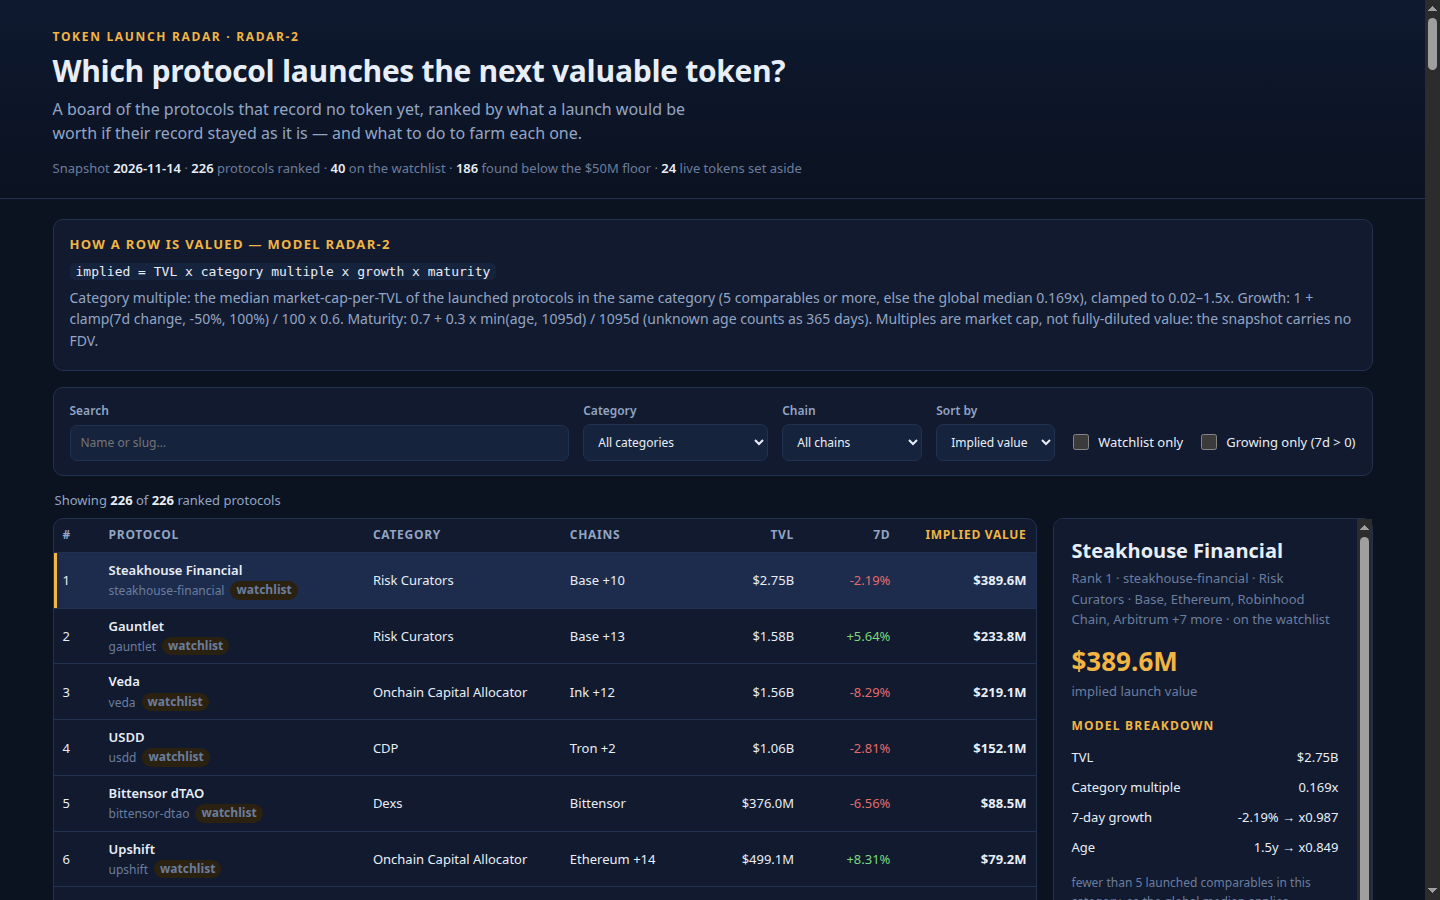 TOKEN LAUNCH RADAR · RADAR-2
Which protocol launches the next valuable token?
A board of the protocols that record no token yet, ranked by what a launch would be
worth if their record stayed as it is — and what to do to farm each one.
Snapshot 2026-11-14 · 226 protocols ranked · 40 on the watchlist · 186 found below the $50M floor · 24 live tokens set aside
HOW A ROW IS VALUED — MODEL RADAR-2
implied = TVL x category multiple x growth x maturity
Category multiple: the median market-cap-per-TVL of the launched protocols in the same category (5 comparables or more, else the global median 0.169x), clamped to 0.02–1.5x. Growth: 1 +
clamp(7d change, -50%, 100%) / 100 x 0.6. Maturity: 0.7 + 0.3 x min(age, 1095d) / 1095d (unknown age counts as 365 days). Multiples are market cap, not fully-diluted value: the snapshot carries no
FDV.
Search
Category
Chain
Sort by
Name or slug...
All categories
All chains
Implied value
Watchlist only
Growing only (7d > 0)
Showing 226 of 226 ranked protocols
# PROTOCOL CATEGORY CHAINS TVL 7D IMPLIED VALUE
1 Steakhouse Financial steakhouse-financial watchlist Risk Curators Base +10 $2.75B -2.19% $389.6M
2 Gauntlet gauntlet watchlist Risk Curators Base +13 $1.58B +5.64% $233.8M
3 Veda veda watchlist Onchain Capital Allocator Ink +12 $1.56B -8.29% $219.1M
4 USDD usdd watchlist CDP Tron +2 $1.06B -2.81% $152.1M
5 Bittensor dTAO bittensor-dtao watchlist Dexs Bittensor $376.0M -6.56% $88.5M
6 Upshift upshift watchlist Onchain Capital Allocator Ethereum +14 $499.1M +8.31% $79.2M
Steakhouse Financial
Rank 1 · steakhouse-financial · Risk
Curators · Base, Ethereum, Robinhood
Chain, Arbitrum +7 more · on the watchlist
$389.6M
implied launch value
MODEL BREAKDOWN
TVL $2.75B
Category multiple 0.169x
7-day growth -2.19% → x0.987
Age 1.5y → x0.849
fewer than 5 launched comparables in this